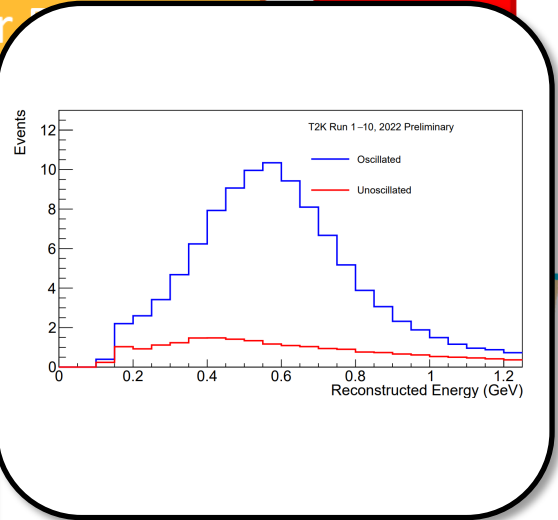 r
Events
T2K Run 1–10, 2022 Preliminary
Oscillated
Unoscillated
12
10
8
6
4
2
0
0 0.2 0.4 0.6 0.8 1 1.2
Reconstructed Energy (GeV)